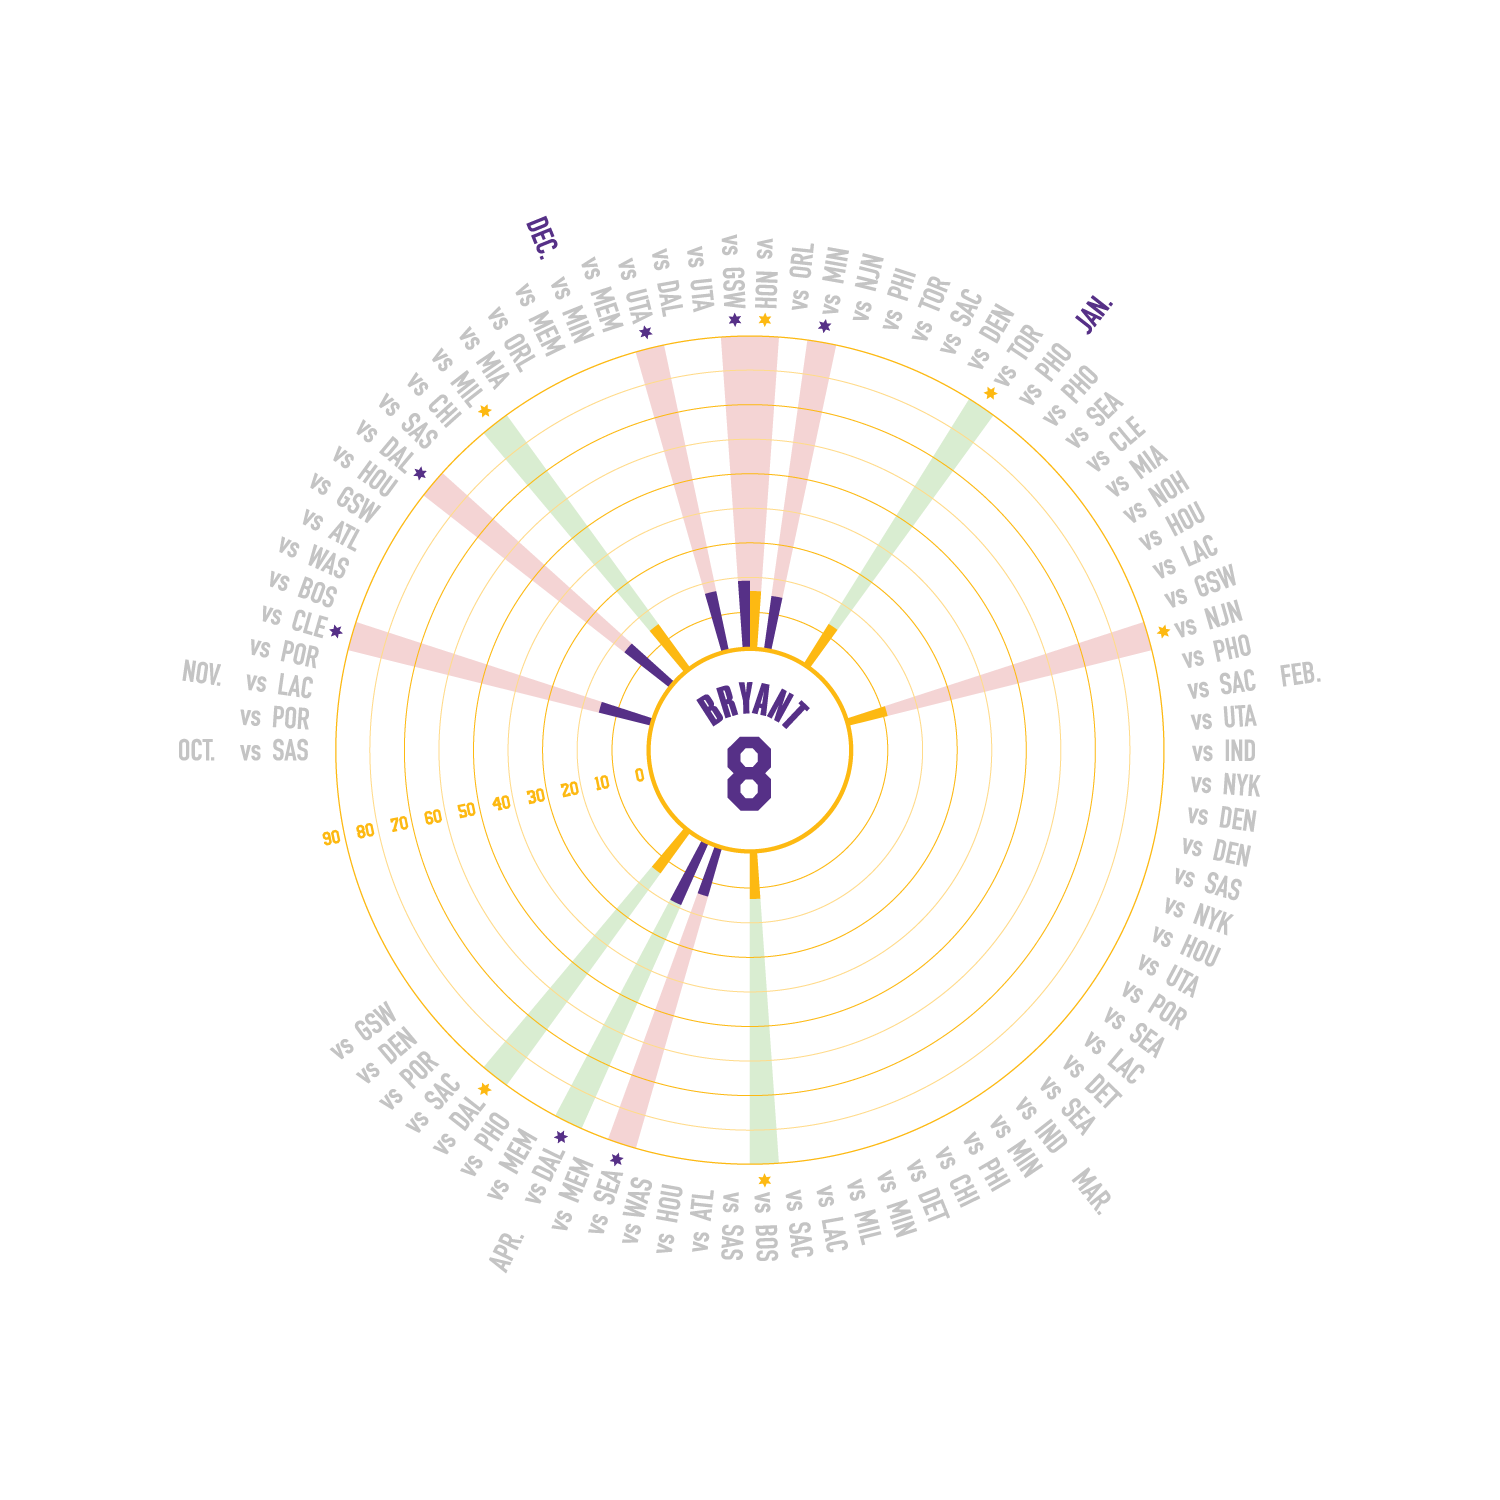 BRYANT
8
0
10
20
30
40
50
60
70
80
90
OCT.
vs SAS
vs POR
NOV.
vs LAC
vs POR
vs CLE
vs BOS
vs WAS
vs ATL
vs GSW
vs HOU
vs DAL
vs SAS
vs CHI
vs MIL
vs MIA
vs ORL
vs MEM
DEC.
vs MIN
vs MEM
vs UTA
vs DAL
vs UTA
vs GSW
vs NOH
vs ORL
vs MIN
vs NJN
vs PHI
vs TOR
vs SAC
vs DEN
vs TOR
JAN.
vs PHO
vs PHO
vs SEA
vs CLE
vs MIA
vs NOH
vs HOU
vs LAC
vs GSW
vs NJN
vs PHO
FEB.
vs SAC
vs UTA
vs IND
vs NYK
vs DEN
vs DEN
vs SAS
vs NYK
vs HOU
vs UTA
vs POR
vs SEA
vs LAC
vs DET
vs SEA
vs IND
MAR.
vs MIN
vs PHI
vs CHI
vs DET
vs MIN
vs MIL
vs LAC
vs SAC
vs BOS
vs SAS
vs ATL
vs HOU
vs WAS
vs SEA
vs MEM
APR.
vs DAL
vs MEM
vs PHO
vs DAL
vs SAC
vs POR
vs DEN
vs GSW